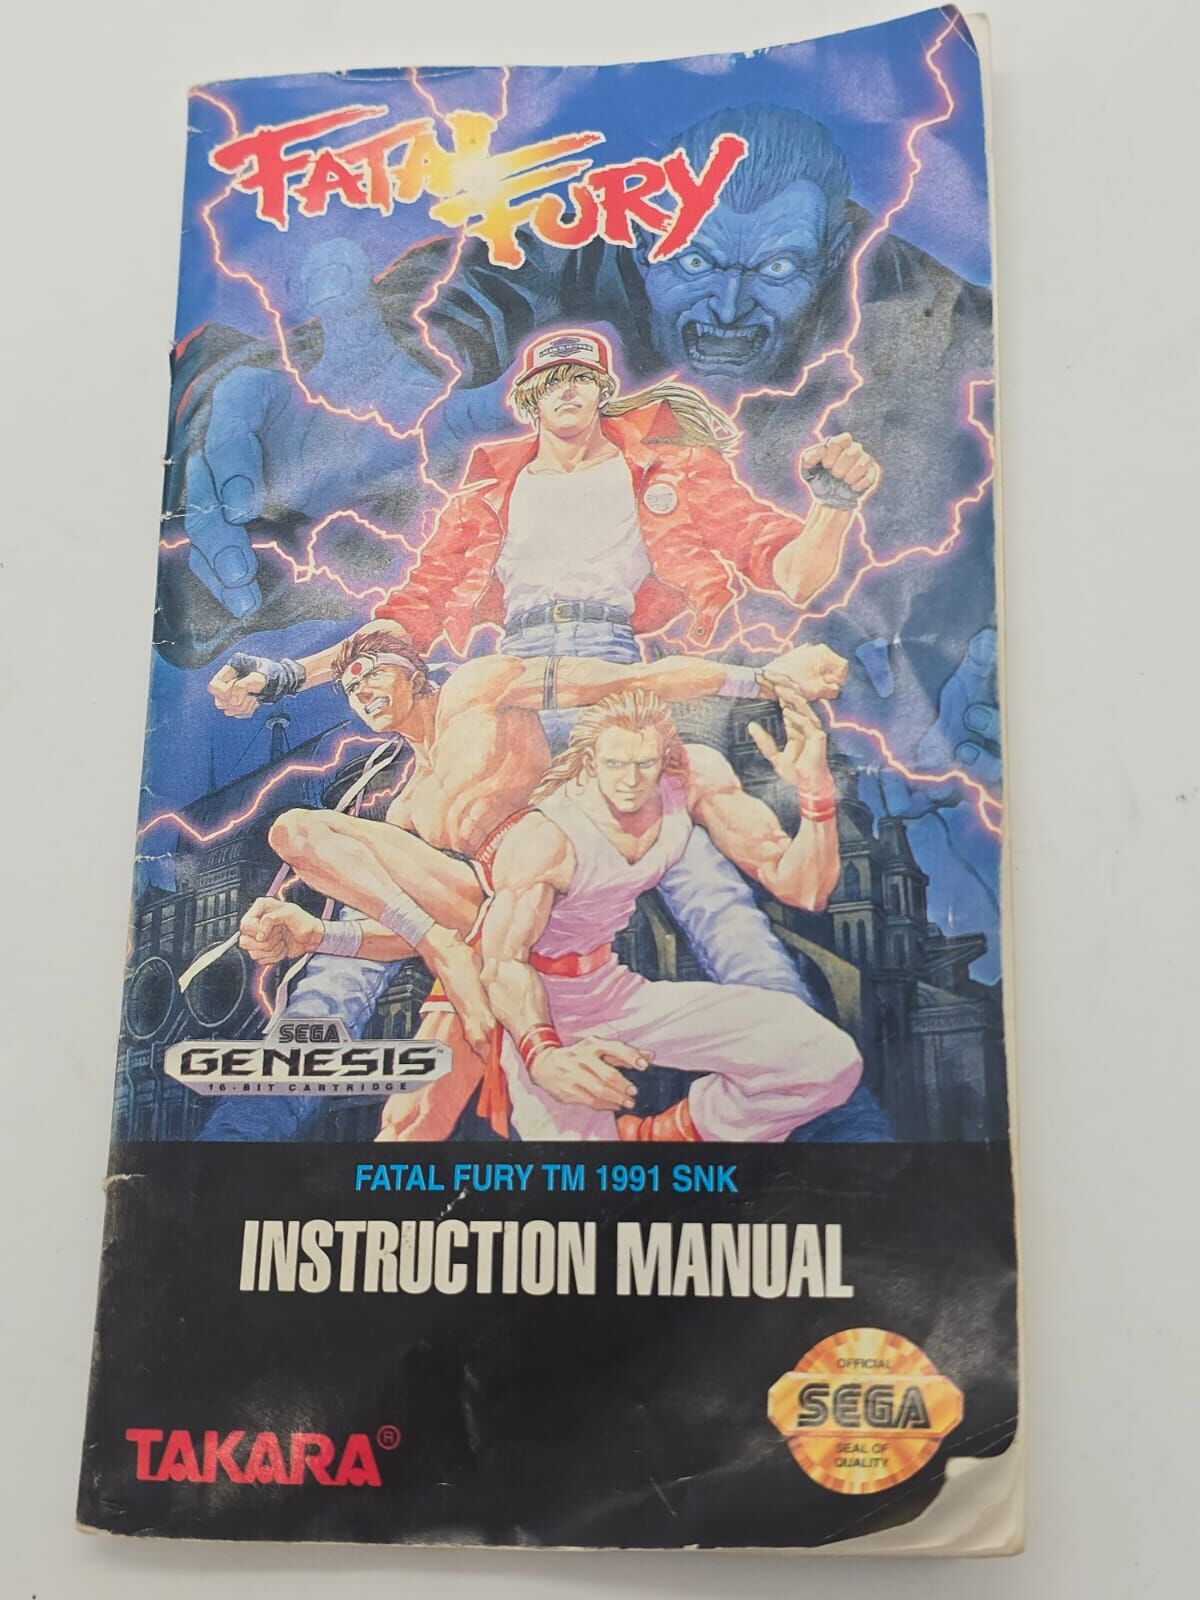 FATAL FURY
SEGA
GENESIS™
16-BIT CARTRIDGE
FATAL FURY TM 1991 SNK
INSTRUCTION MANUAL
TAKARA®
OFFICIAL
SEGA
SEAL OF
QUALITY